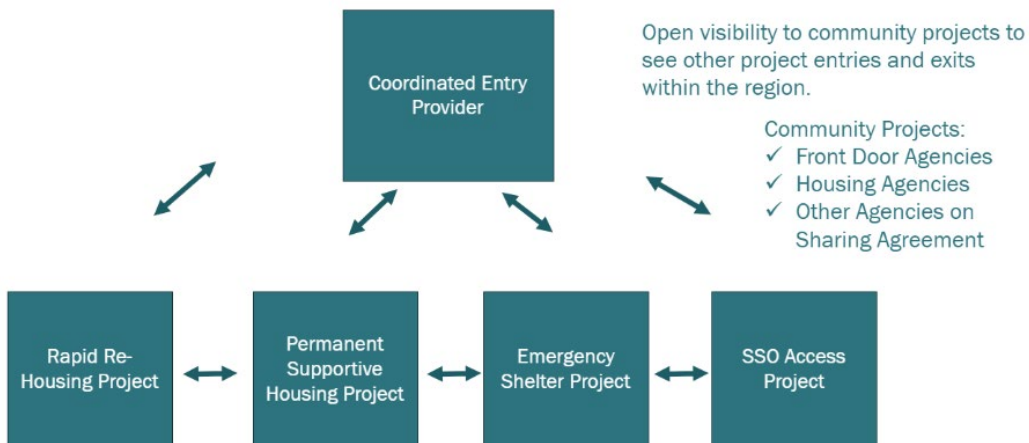 Open visibility to community projects to
see other project entries and exits
within the region.
Coordinated Entry
Provider
Community Projects:
✓ Front Door Agencies
✓ Housing Agencies
✓ Other Agencies on
Sharing Agreement
Rapid Re-
Housing Project
Permanent
Supportive
Housing Project
Emergency
Shelter Project
SSO Access
Project